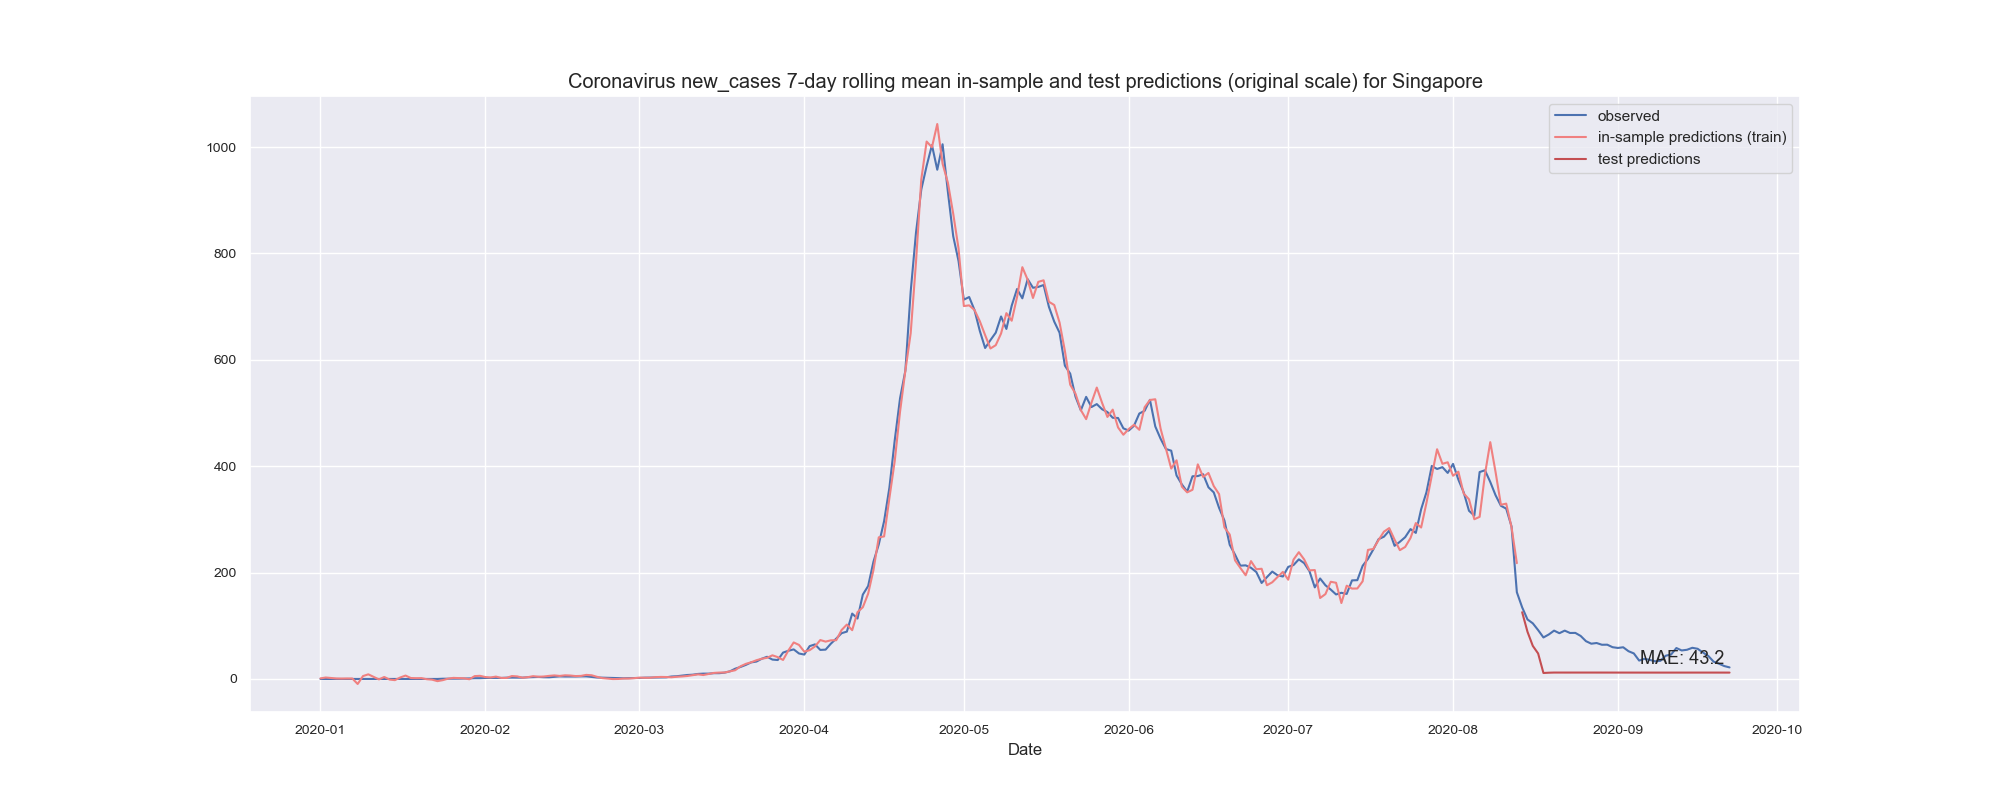 Coronavirus new_cases 7-day rolling mean in-sample and test predictions (original scale) for Singapore
observed
in-sample predictions (train)
test predictions
1000
800
600
400
200
0
MAE: 43.2
2020-01 2020-02 2020-03 2020-04 2020-05 2020-06 2020-07 2020-08 2020-09 2020-10
Date